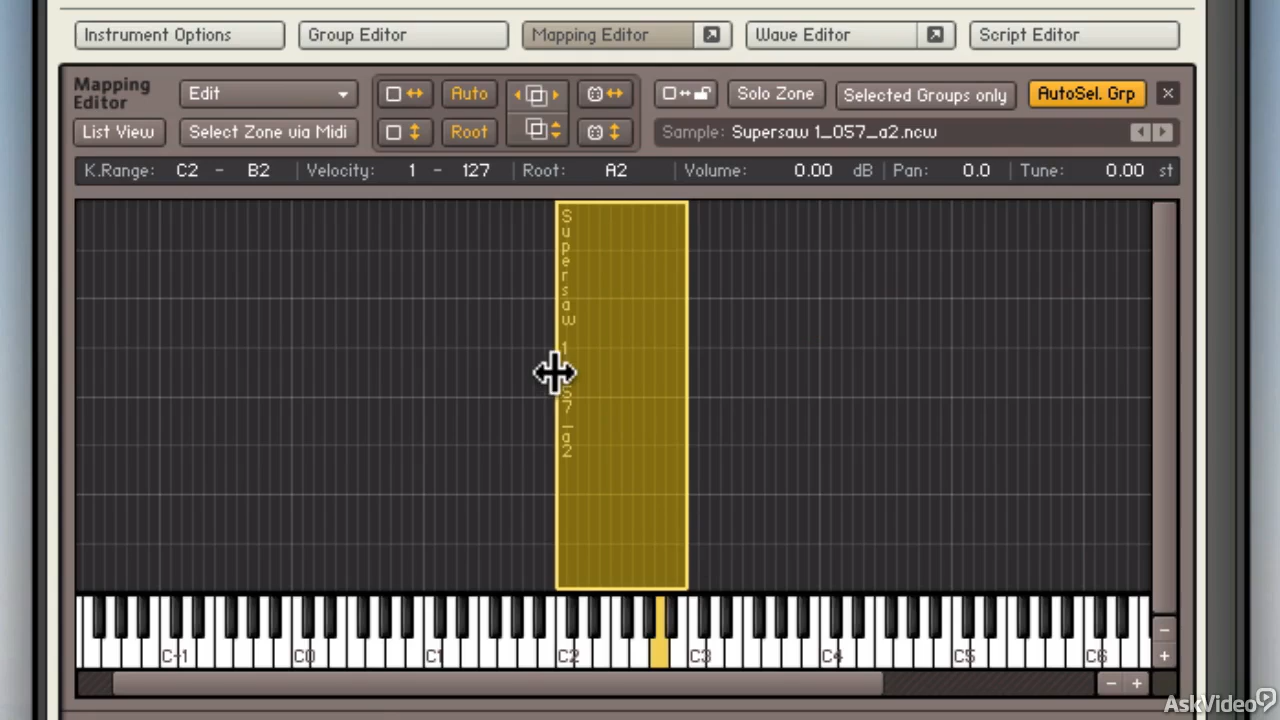 Instrument Options Group Editor Mapping Editor Wave Editor Script Editor
Mapping Editor
Edit Auto Solo Zone Selected Groups only AutoSel. Grp ×
List View Select Zone via Midi Root Sample: Supersaw 1_057_a2.ncw
K.Range: C2 - B2 Velocity: 1 - 127 Root: A2 Volume: 0.00 dB Pan: 0.0 Tune: 0.00 st
Supersaw 1
57_a2
C-1 C0 C1 C2 C3 C4 C5 C6
- +
- +
AskVideo